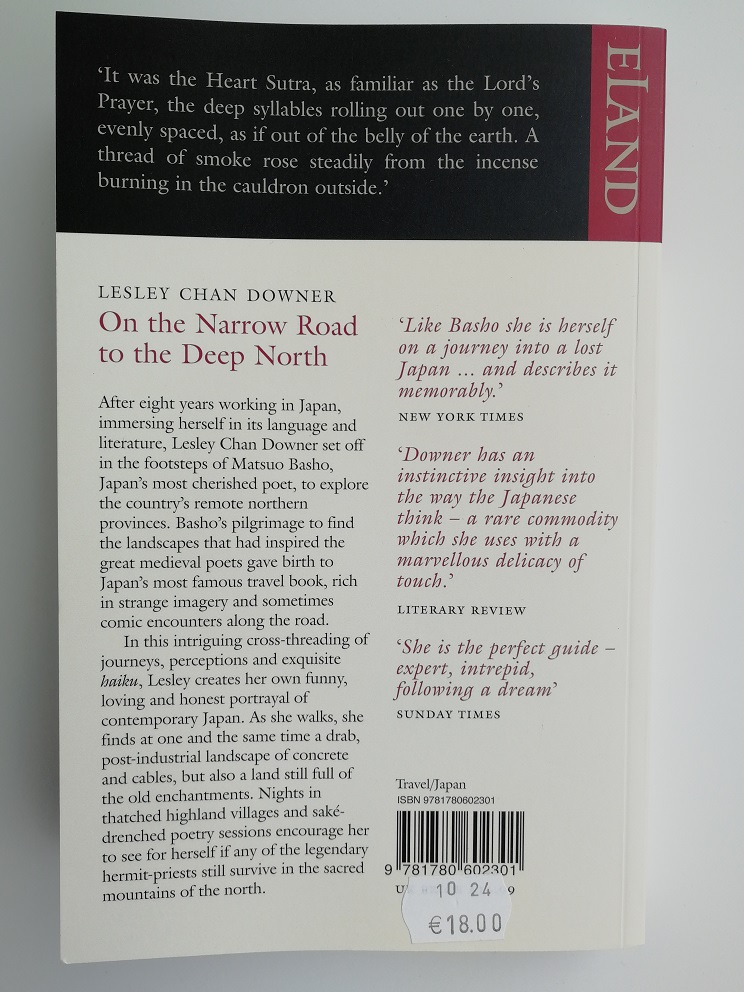 ‘It was the Heart Sutra, as familiar as the Lord’s
Prayer, the deep syllables rolling out one by one,
evenly spaced, as if out of the belly of the earth. A
thread of smoke rose steadily from the incense
burning in the cauldron outside.’
ELAND
LESLEY CHAN DOWNER
On the Narrow Road
to the Deep North
After eight years working in Japan,
immersing herself in its language and
literature, Lesley Chan Downer set off
in the footsteps of Matsuo Basho,
Japan’s most cherished poet, to explore
the country’s remote northern
provinces. Basho’s pilgrimage to find
the landscapes that had inspired the
great medieval poets gave birth to
Japan’s most famous travel book, rich
in strange imagery and sometimes
comic encounters along the road.
In this intriguing cross-threading of
journeys, perceptions and exquisite
haiku, Lesley creates her own funny,
loving and honest portrayal of
contemporary Japan. As she walks, she
finds at one and the same time a drab,
post-industrial landscape of concrete
and cables, but also a land still full of
the old enchantments. Nights in
thatched highland villages and saké-
drenched poetry sessions encourage her
to see for herself if any of the legendary
hermit-priests still survive in the sacred
mountains of the north.
‘Like Basho she is herself
on a journey into a lost
Japan … and describes it
memorably.’
NEW YORK TIMES
‘Downer has an
instinctive insight into
the way the Japanese
think – a rare commodity
which she uses with a
marvellous delicacy of
touch.’
LITERARY REVIEW
‘She is the perfect guide –
expert, intrepid,
following a dream’
SUNDAY TIMES
Travel/Japan
ISBN 9781780602301
9 781780 602301
10 24
€18.00